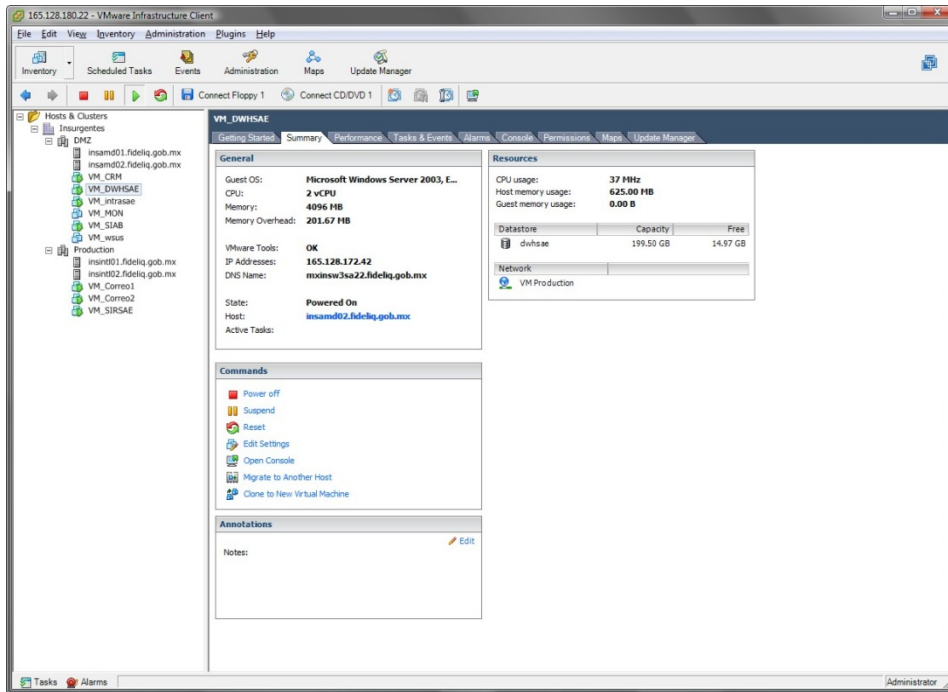 165.128.180.22 - VMware Infrastructure Client
File Edit View Inventory Administration Plugins Help
Inventory Scheduled Tasks Events Administration Maps Update Manager
Connect Floppy 1 Connect CD/DVD 1
Hosts & Clusters
Insurgentes
DMZ
insamd01.fideliq.gob.mx
insamd02.fideliq.gob.mx
VM_CRM
VM_DWHSAE
VM_intrasae
VM_MON
VM_SIAB
VM_wsus
Production
insintl01.fideliq.gob.mx
insintl02.fideliq.gob.mx
VM_Correo1
VM_Correo2
VM_SIRSAE
VM_DWHSAE
Getting Started Summary Performance Tasks & Events Alarms Console Permissions Maps Update Manager
General
Guest OS: Microsoft Windows Server 2003, E...
CPU: 2 vCPU
Memory: 4096 MB
Memory Overhead: 201.67 MB
VMware Tools: OK
IP Addresses: 165.128.172.42
DNS Name: mxinsw3sa22.fideliq.gob.mx
State: Powered On
Host: insamd02.fideliq.gob.mx
Active Tasks:
Commands
Power off
Suspend
Reset
Edit Settings
Open Console
Migrate to Another Host
Clone to New Virtual Machine
Annotations
Edit
Notes:
Resources
CPU usage: 37 MHz
Host memory usage: 625.00 MB
Guest memory usage: 0.00 B
Datastore Capacity Free
dwhsae 199.50 GB 14.97 GB
Network
VM Production
Tasks Alarms Administrator